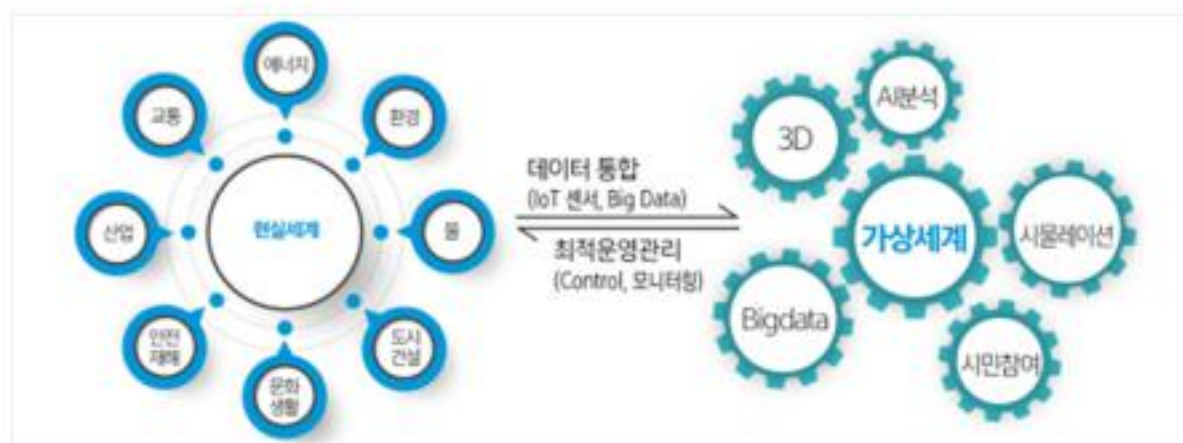 에너지
교통
환경
산업
현실세계
물
안전
재해
도시
건설
문화
생활
데이터 통합
(IoT 센서, Big Data)
최적운영관리
(Control, 모니터링)
AI분석
3D
가상세계
시뮬레이션
Bigdata
시민참여